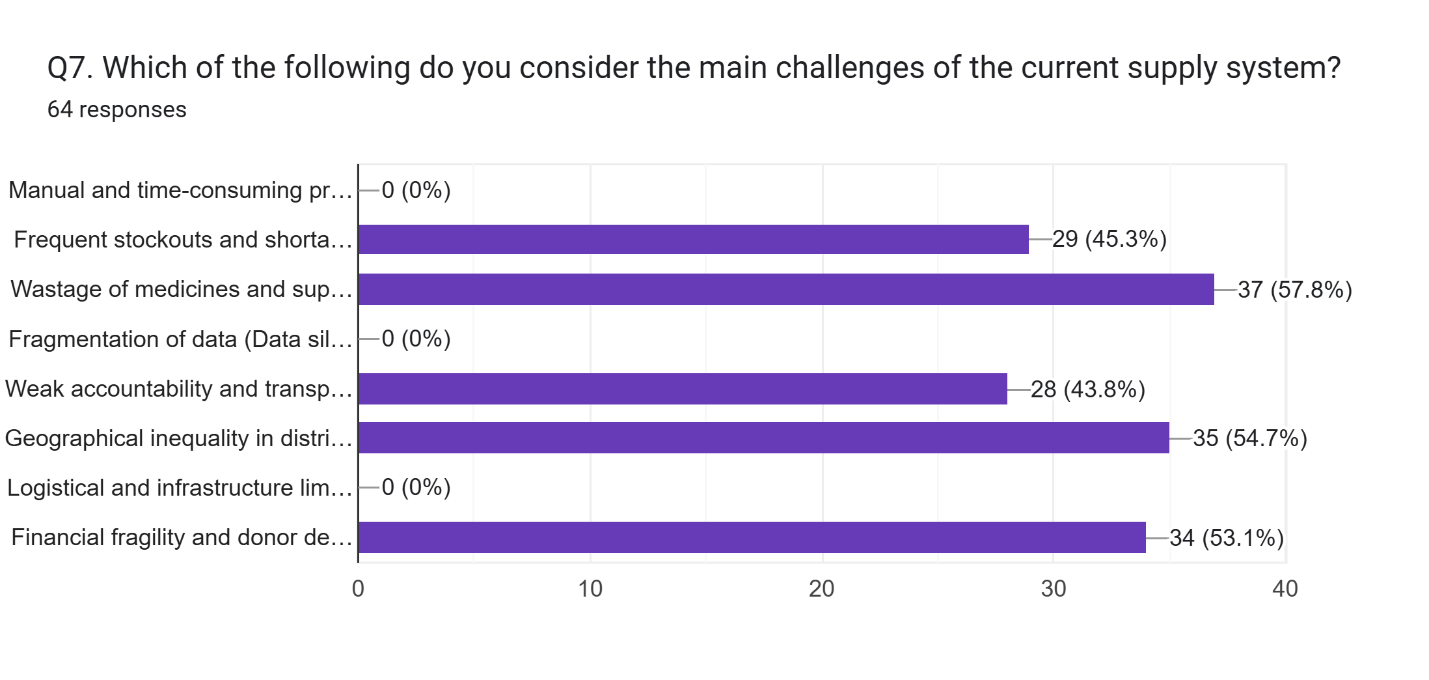 Q7. Which of the following do you consider the main challenges of the current supply system?
64 responses
Manual and time-consuming pr… 0 (0%)
Frequent stockouts and shorta… 29 (45.3%)
Wastage of medicines and sup… 37 (57.8%)
Fragmentation of data (Data sil… 0 (0%)
Weak accountability and transp… 28 (43.8%)
Geographical inequality in distri… 35 (54.7%)
Logistical and infrastructure lim… 0 (0%)
Financial fragility and donor de… 34 (53.1%)
0 10 20 30 40